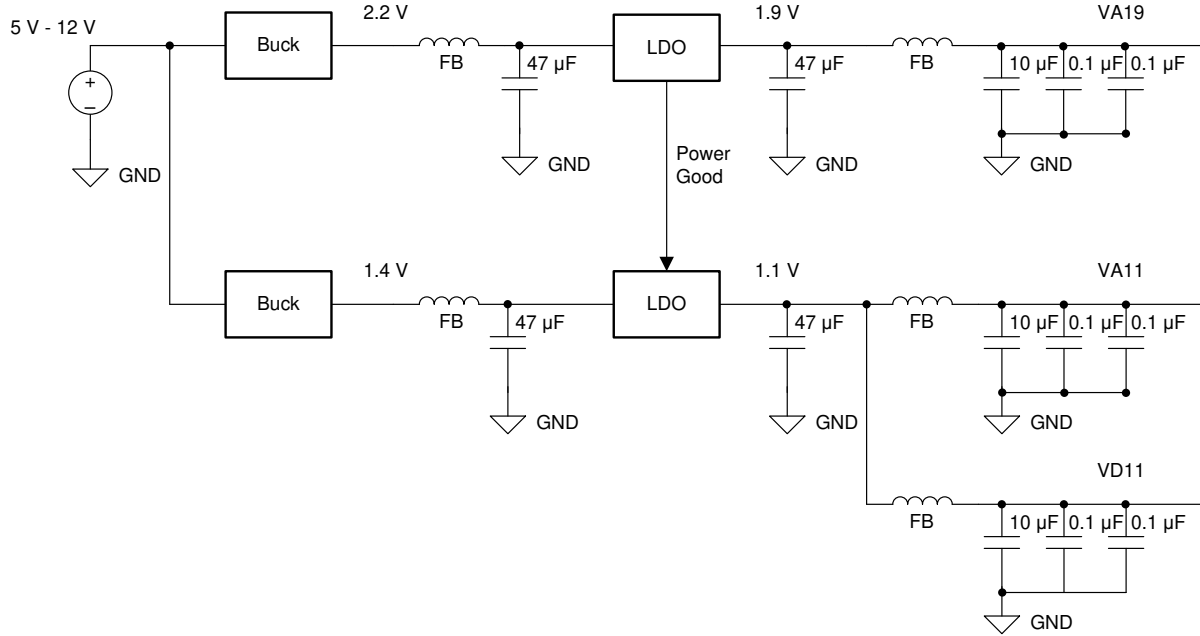 5 V - 12 V
Buck
2.2 V
FB
47 µF
GND
LDO
1.9 V
47 µF
GND
FB
VA19
10 µF
0.1 µF
0.1 µF
GND
+
–
GND
Power
Good
Buck
1.4 V
FB
47 µF
GND
LDO
1.1 V
47 µF
GND
FB
VA11
10 µF
0.1 µF
0.1 µF
GND
VD11
FB
10 µF
0.1 µF
0.1 µF
GND